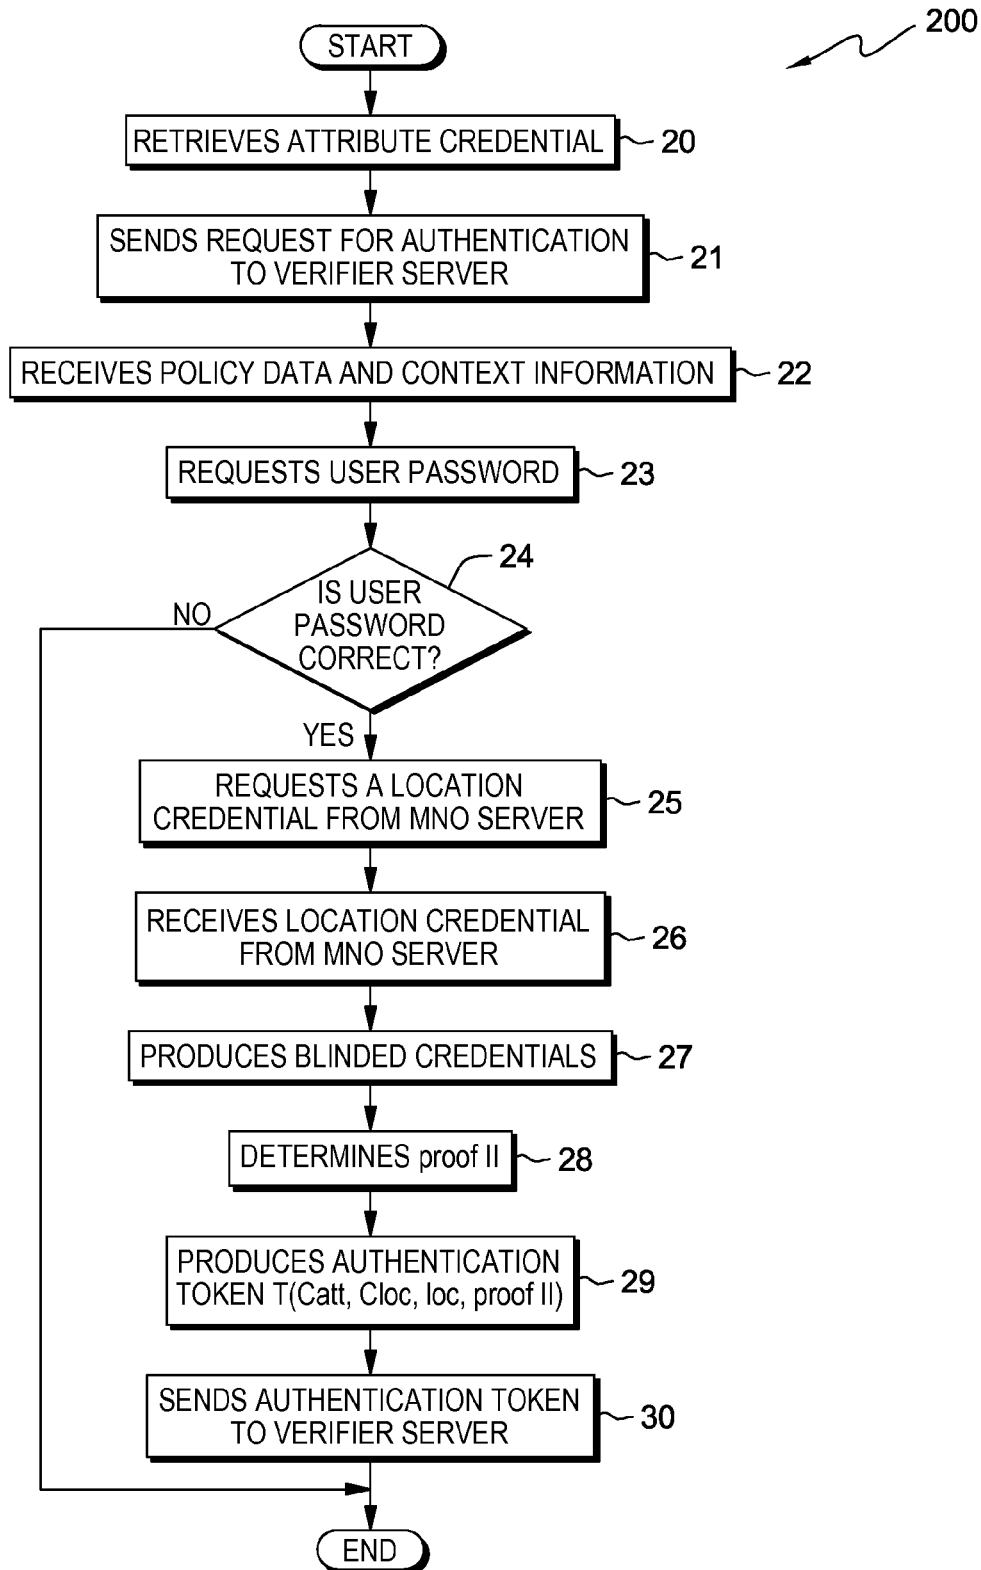 200
START
RETRIEVES ATTRIBUTE CREDENTIAL
20
SENDS REQUEST FOR AUTHENTICATION
TO VERIFIER SERVER
21
RECEIVES POLICY DATA AND CONTEXT INFORMATION
22
REQUESTS USER PASSWORD
23
24
IS USER
PASSWORD
CORRECT?
NO
YES
REQUESTS A LOCATION
CREDENTIAL FROM MNO SERVER
25
RECEIVES LOCATION CREDENTIAL
FROM MNO SERVER
26
PRODUCES BLINDED CREDENTIALS
27
DETERMINES proof II
28
PRODUCES AUTHENTICATION
TOKEN T(Catt, Cloc, loc, proof II)
29
SENDS AUTHENTICATION TOKEN
TO VERIFIER SERVER
30
END